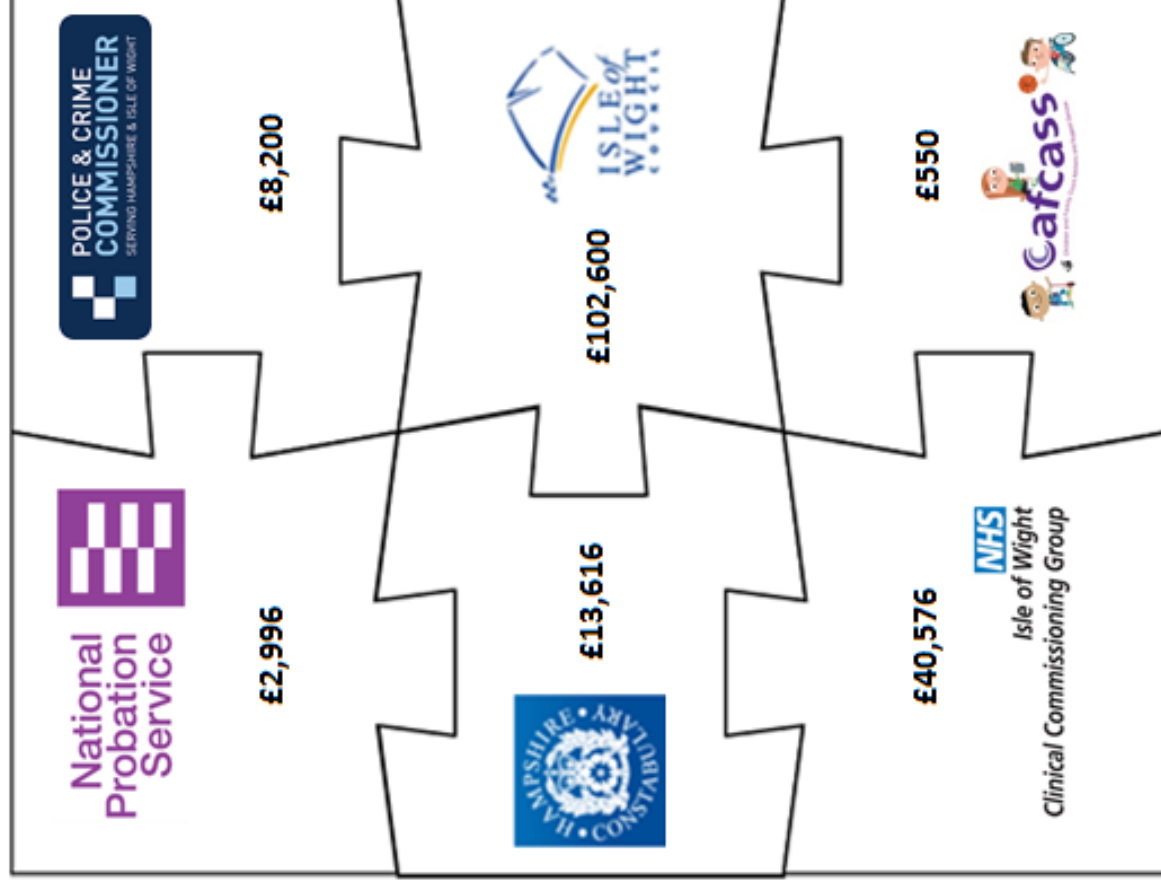 National
Probation
Service
£2,996
POLICE & CRIME
COMMISSIONER
SERVING HAMPSHIRE & ISLE OF WIGHT
£8,200
HAMPSHIRE • CONSTABULARY •
£13,616
£102,600
ISLE of
WIGHT
COUNCIL
£40,576
NHS
Isle of Wight
Clinical Commissioning Group
£550
Cafcass